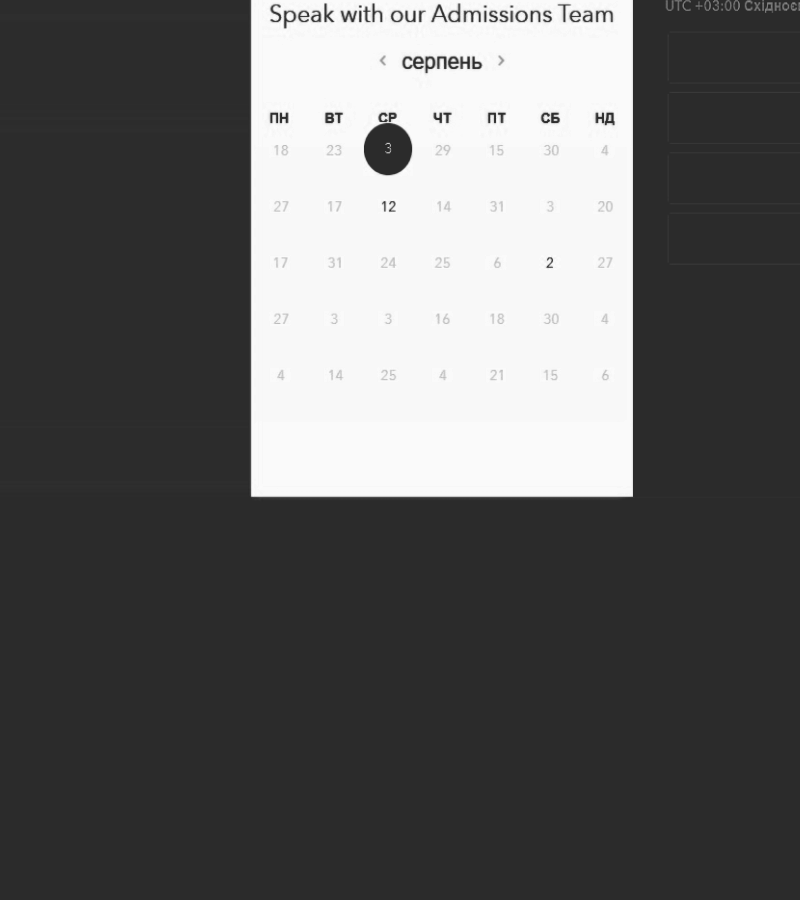 Speak with our Admissions Team
UTC +03:00
‹ серпень ›
ПН ВТ СР ЧТ ПТ СБ НД
18 23 3 29 15 30 4
27 17 12 14 31 3 20
17 31 24 25 6 2 27
27 3 3 16 18 30 4
4 14 25 4 21 15 6